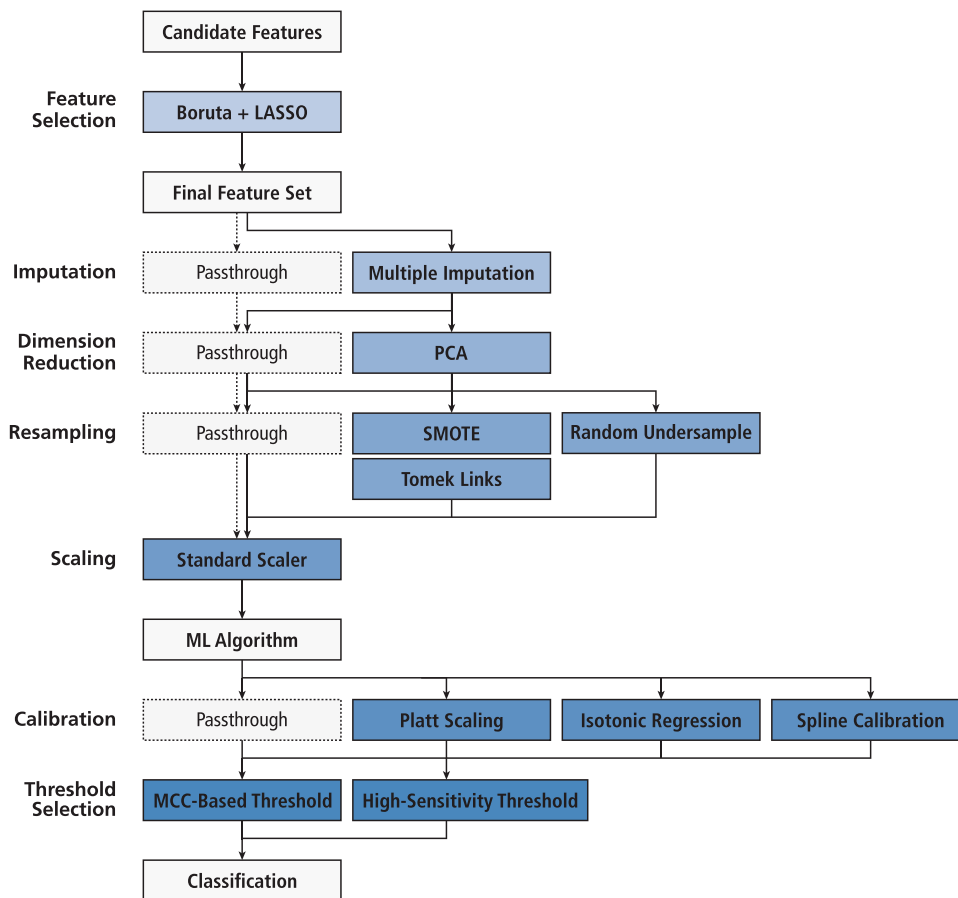 Candidate Features
Feature
Selection
Boruta + LASSO
Final Feature Set
Imputation
Passthrough
Multiple Imputation
Dimension
Reduction
Passthrough
PCA
Resampling
Passthrough
SMOTE
Random Undersample
Tomek Links
Scaling
Standard Scaler
ML Algorithm
Calibration
Passthrough
Platt Scaling
Isotonic Regression
Spline Calibration
Threshold
Selection
MCC-Based Threshold
High-Sensitivity Threshold
Classification